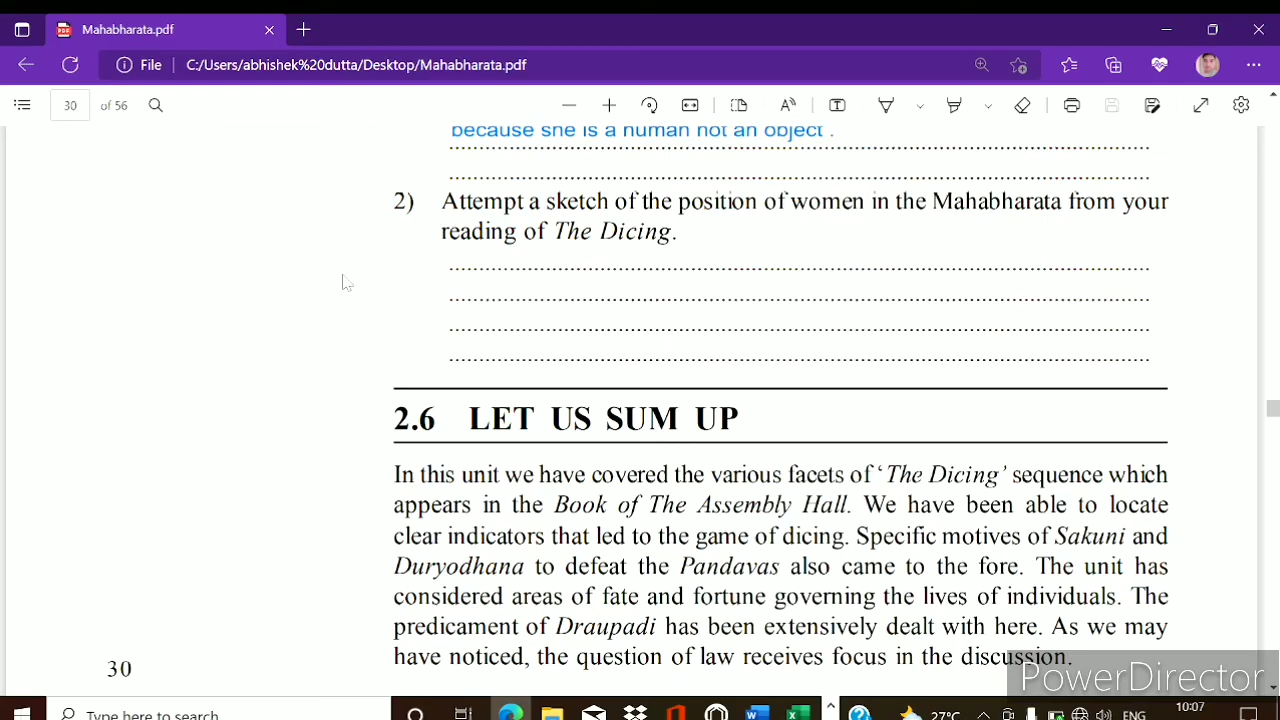 Mahabharata.pdf
File C:/Users/abhishek%20dutta/Desktop/Mahabharata.pdf
30 of 56
because she is a human not an object .
2) Attempt a sketch of the position of women in the Mahabharata from your
reading of The Dicing.
2.6 LET US SUM UP
In this unit we have covered the various facets of ‘The Dicing’ sequence which
appears in the Book of The Assembly Hall. We have been able to locate
clear indicators that led to the game of dicing. Specific motives of Sakuni and
Duryodhana to defeat the Pandavas also came to the fore. The unit has
considered areas of fate and fortune governing the lives of individuals. The
predicament of Draupadi has been extensively dealt with here. As we may
have noticed, the question of law receives focus in the discussion.
30
PowerDirector
Type here to search
27°C
ENG
10:07